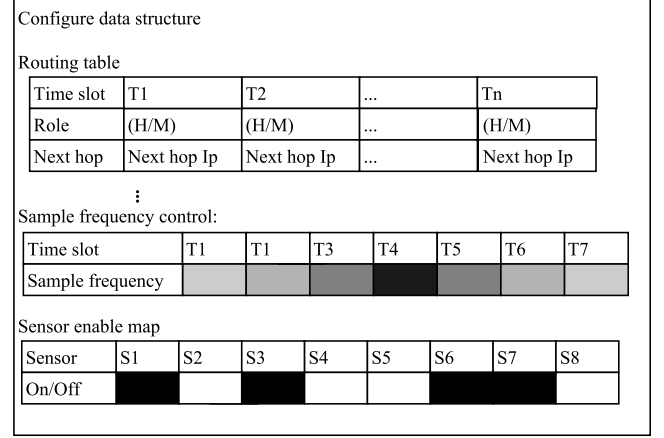 Configure data structure
Routing table
Time slot T1 T2 ... Tn
Role (H/M) (H/M) ... (H/M)
Next hop Next hop Ip Next hop Ip ... Next hop Ip
⋮
Sample frequency control:
Time slot T1 T1 T3 T4 T5 T6 T7
Sample frequency
Sensor enable map
Sensor S1 S2 S3 S4 S5 S6 S7 S8
On/Off